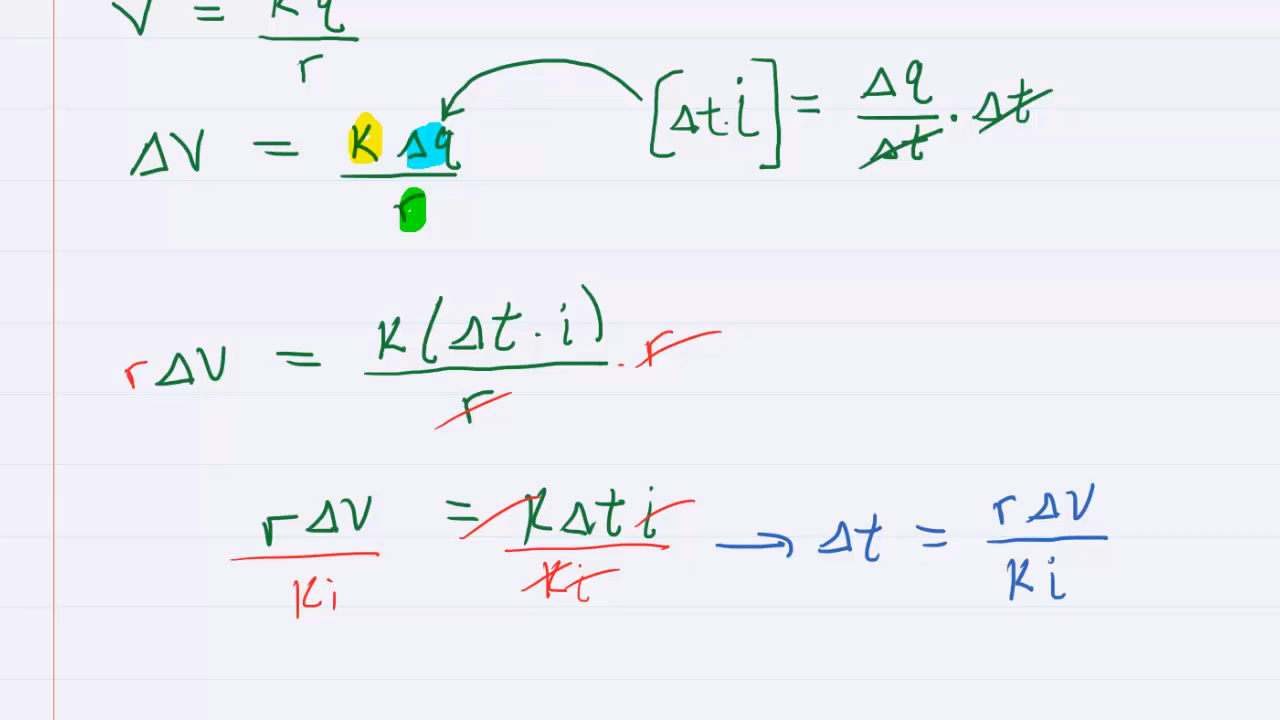 V = kq/r
ΔV = kΔq/r [Δt·i] = Δq/Δt · Δt
rΔV = k(Δt·i)/r · r
rΔV/ki = kΔti/ki → Δt = rΔV/ki